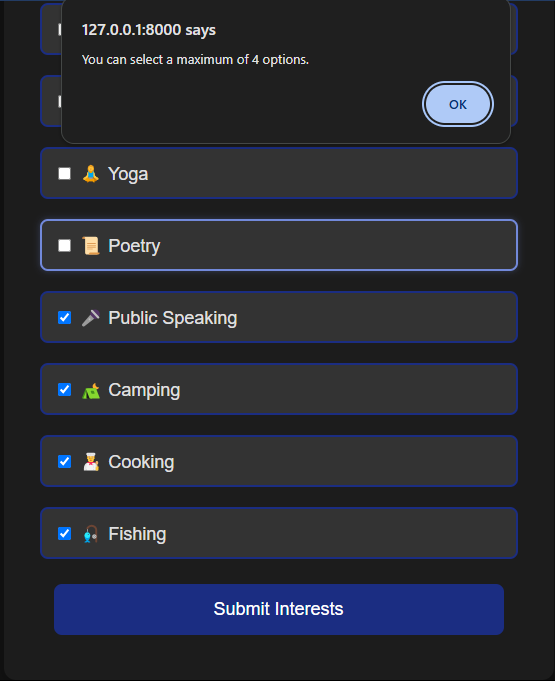 127.0.0.1:8000 says
You can select a maximum of 4 options.
OK
Yoga
Poetry
Public Speaking
Camping
Cooking
Fishing
Submit Interests